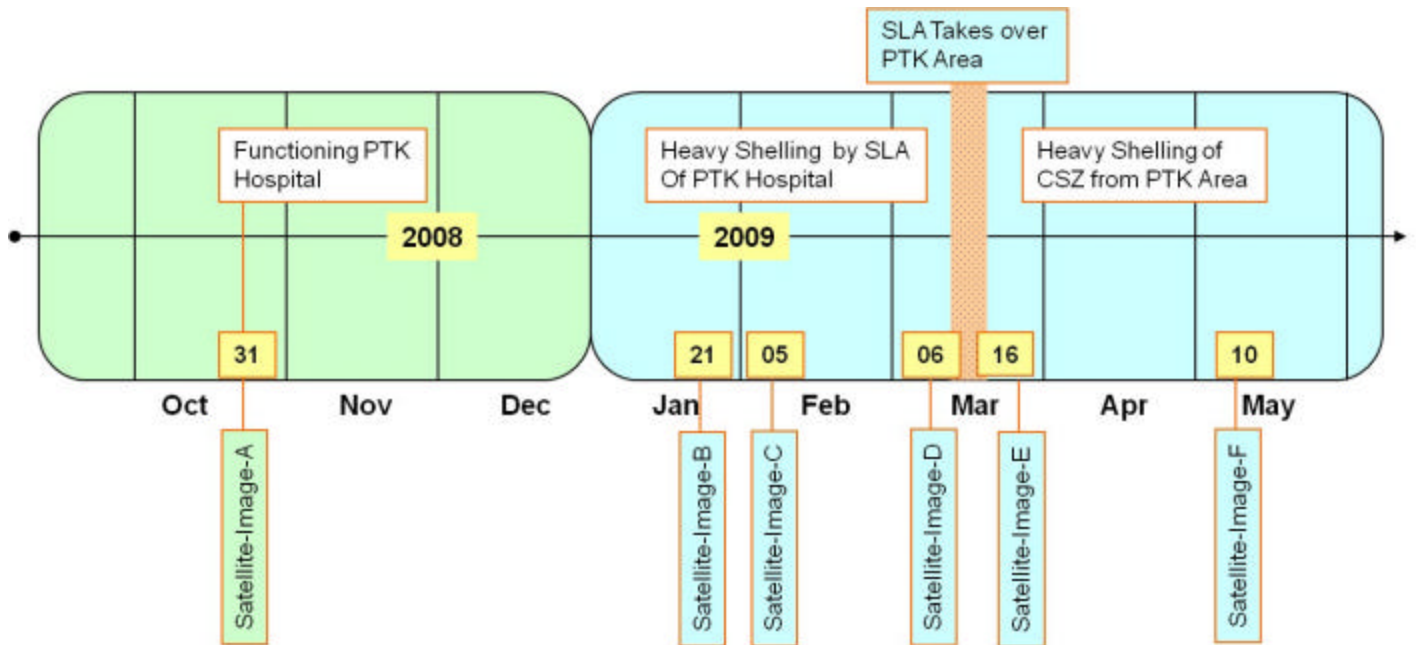 SLA Takes over
PTK Area
Functioning PTK
Hospital
Heavy Shelling by SLA
Of PTK Hospital
Heavy Shelling of
CSZ from PTK Area
2008
2009
31
21
05
06
16
10
Oct
Nov
Dec
Jan
Feb
Mar
Apr
May
Satellite-Image-A
Satellite-Image-B
Satellite-Image-C
Satellite-Image-D
Satellite-Image-E
Satellite-Image-F